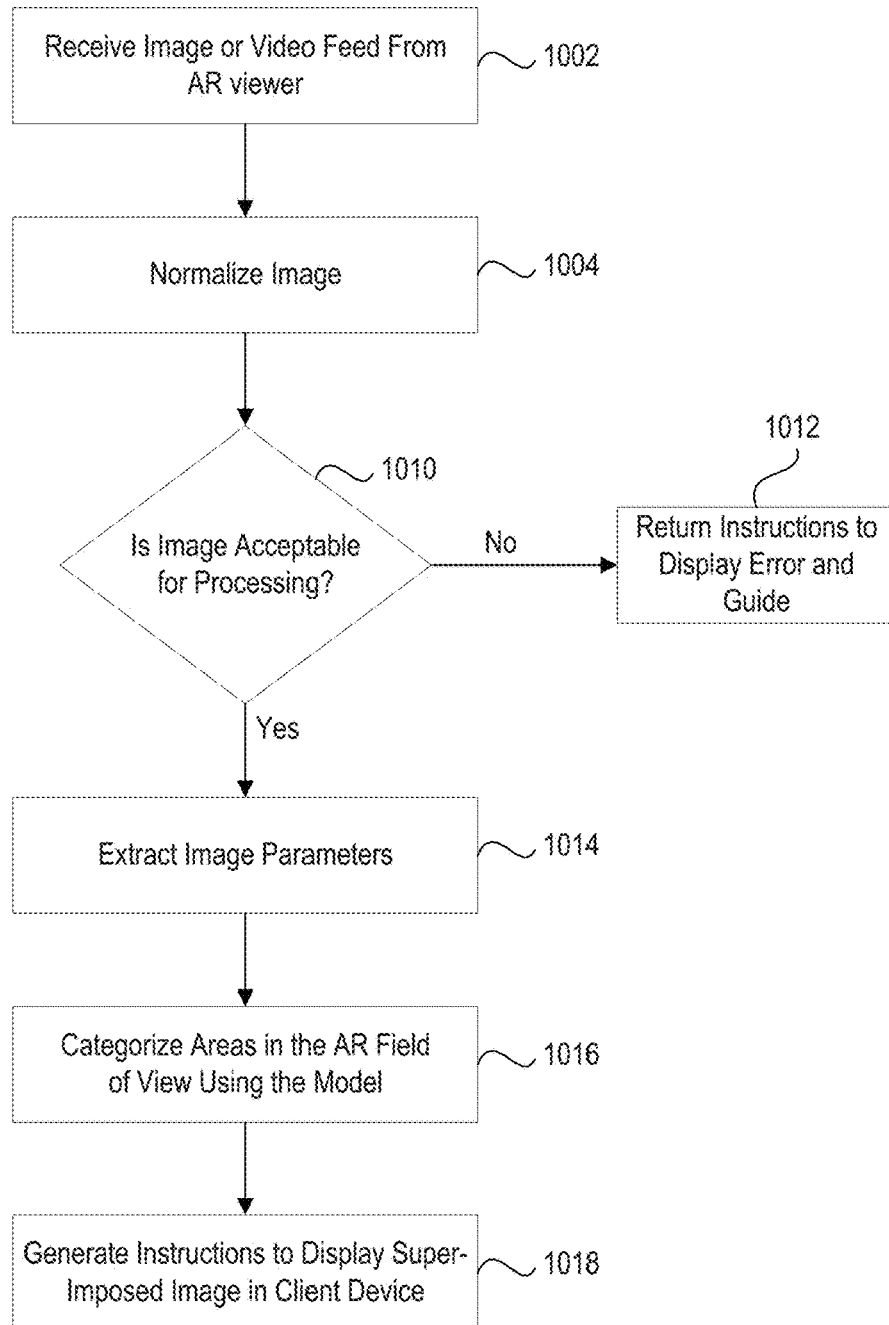 Receive Image or Video Feed From
AR viewer
1002
Normalize Image
1004
1010
Is Image Acceptable
for Processing?
No
1012
Return Instructions to
Display Error and
Guide
Yes
Extract Image Parameters
1014
Categorize Areas in the AR Field
of View Using the Model
1016
Generate Instructions to Display Super-
Imposed Image in Client Device
1018